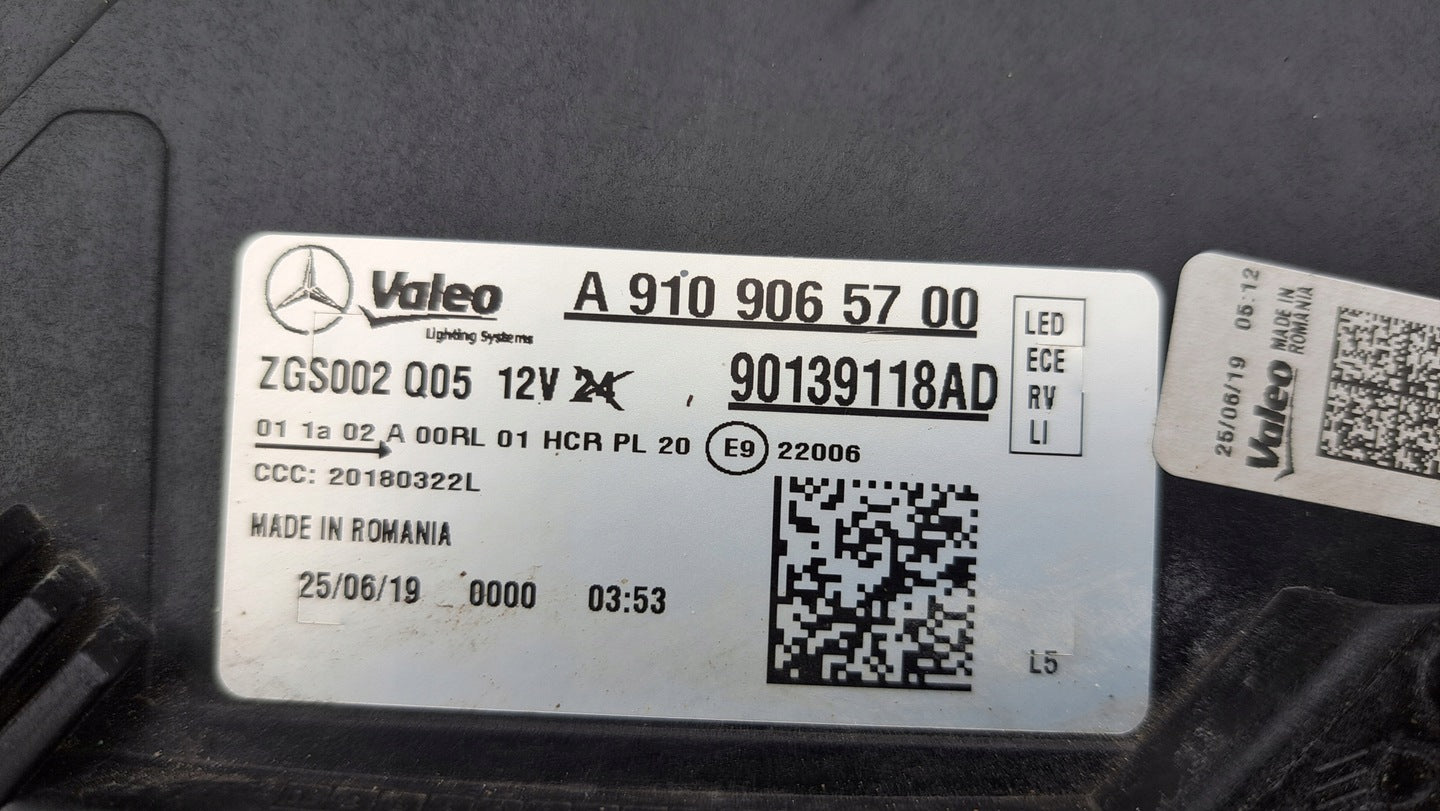 Valeo
Lighting Systems
A 910 906 57 00
ZGS002 Q05 12V 24 , 90139118AD
01 1a 02 A 00RL 01 HCR PL 20 E9 22006
CCC: 20180322L
MADE IN ROMANIA
25/06/19 0000 03:53
LED
ECE
RV
LI
L5
25/06/19 05:12
Valeo MADE IN
ROMANIA